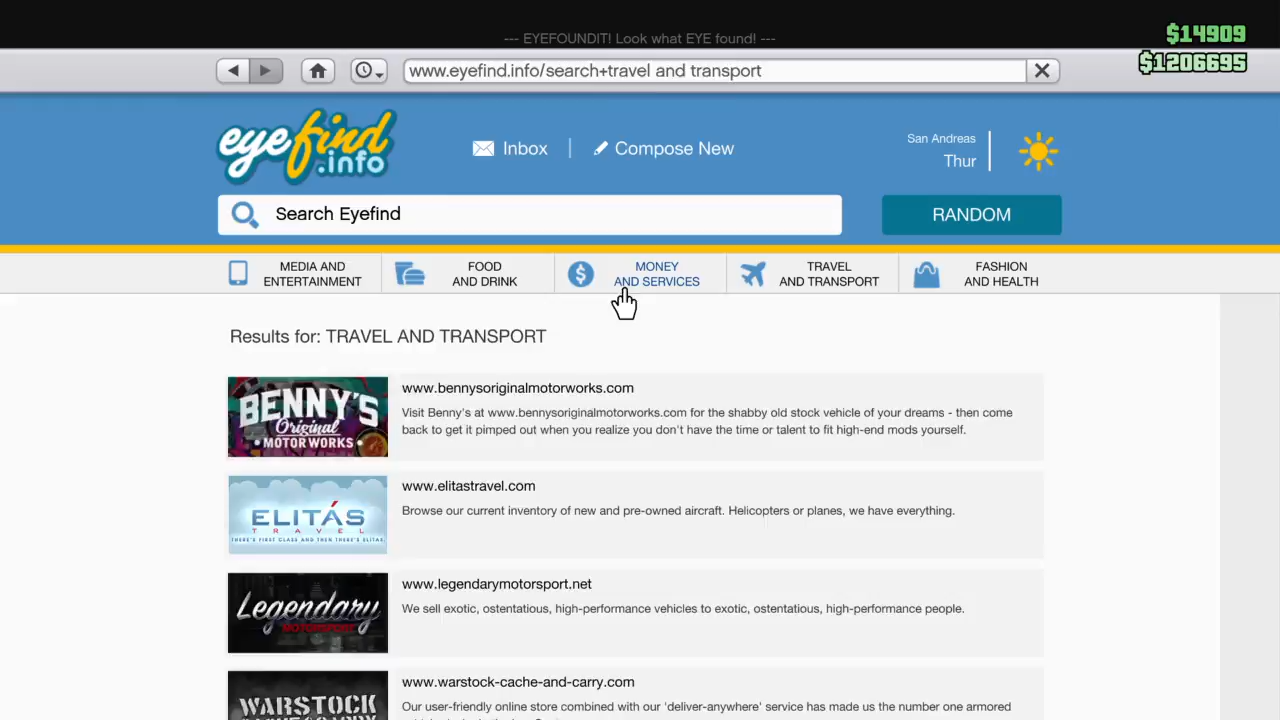 --- EYEFOUNDIT! Look what EYE found! ---
$14909
$1206695
www.eyefind.info/search+travel and transport
eyefind
.info
Inbox
Compose New
San Andreas
Thur
Search Eyefind
RANDOM
MEDIA AND
ENTERTAINMENT
FOOD
AND DRINK
MONEY
AND SERVICES
TRAVEL
AND TRANSPORT
FASHION
AND HEALTH
Results for: TRAVEL AND TRANSPORT
BENNY'S
Original
MOTOR WORKS
www.bennysoriginalmotorworks.com
Visit Benny's at www.bennysoriginalmotorworks.com for the shabby old stock vehicle of your dreams - then come
back to get it pimped out when you realize you don't have the time or talent to fit high-end mods yourself.
ELITÁS
TRAVEL
THERE'S FIRST CLASS AND THEN THERE'S ELITAS
www.elitastravel.com
Browse our current inventory of new and pre-owned aircraft. Helicopters or planes, we have everything.
Legendary
MOTORSPORT
www.legendarymotorsport.net
We sell exotic, ostentatious, high-performance vehicles to exotic, ostentatious, high-performance people.
WARSTOCK
www.warstock-cache-and-carry.com
Our user-friendly online store combined with our 'deliver-anywhere' service has made us the number one armored